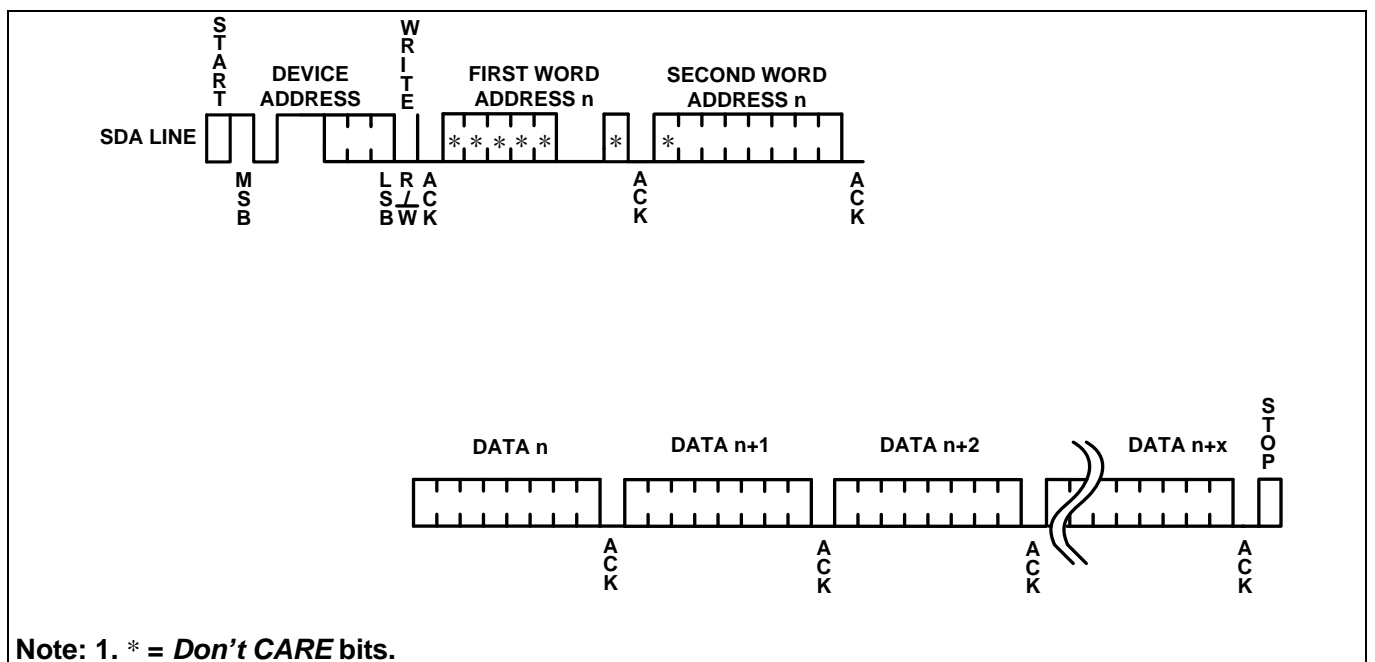 START
WRITE
DEVICE ADDRESS
FIRST WORD ADDRESS n
SECOND WORD ADDRESS n
SDA LINE
* * * * *
*
*
MSB
LSB
R/W
ACK
ACK
ACK
DATA n
DATA n+1
DATA n+2
DATA n+x
STOP
ACK
ACK
ACK
ACK
Note: 1. * = Don't CARE bits.